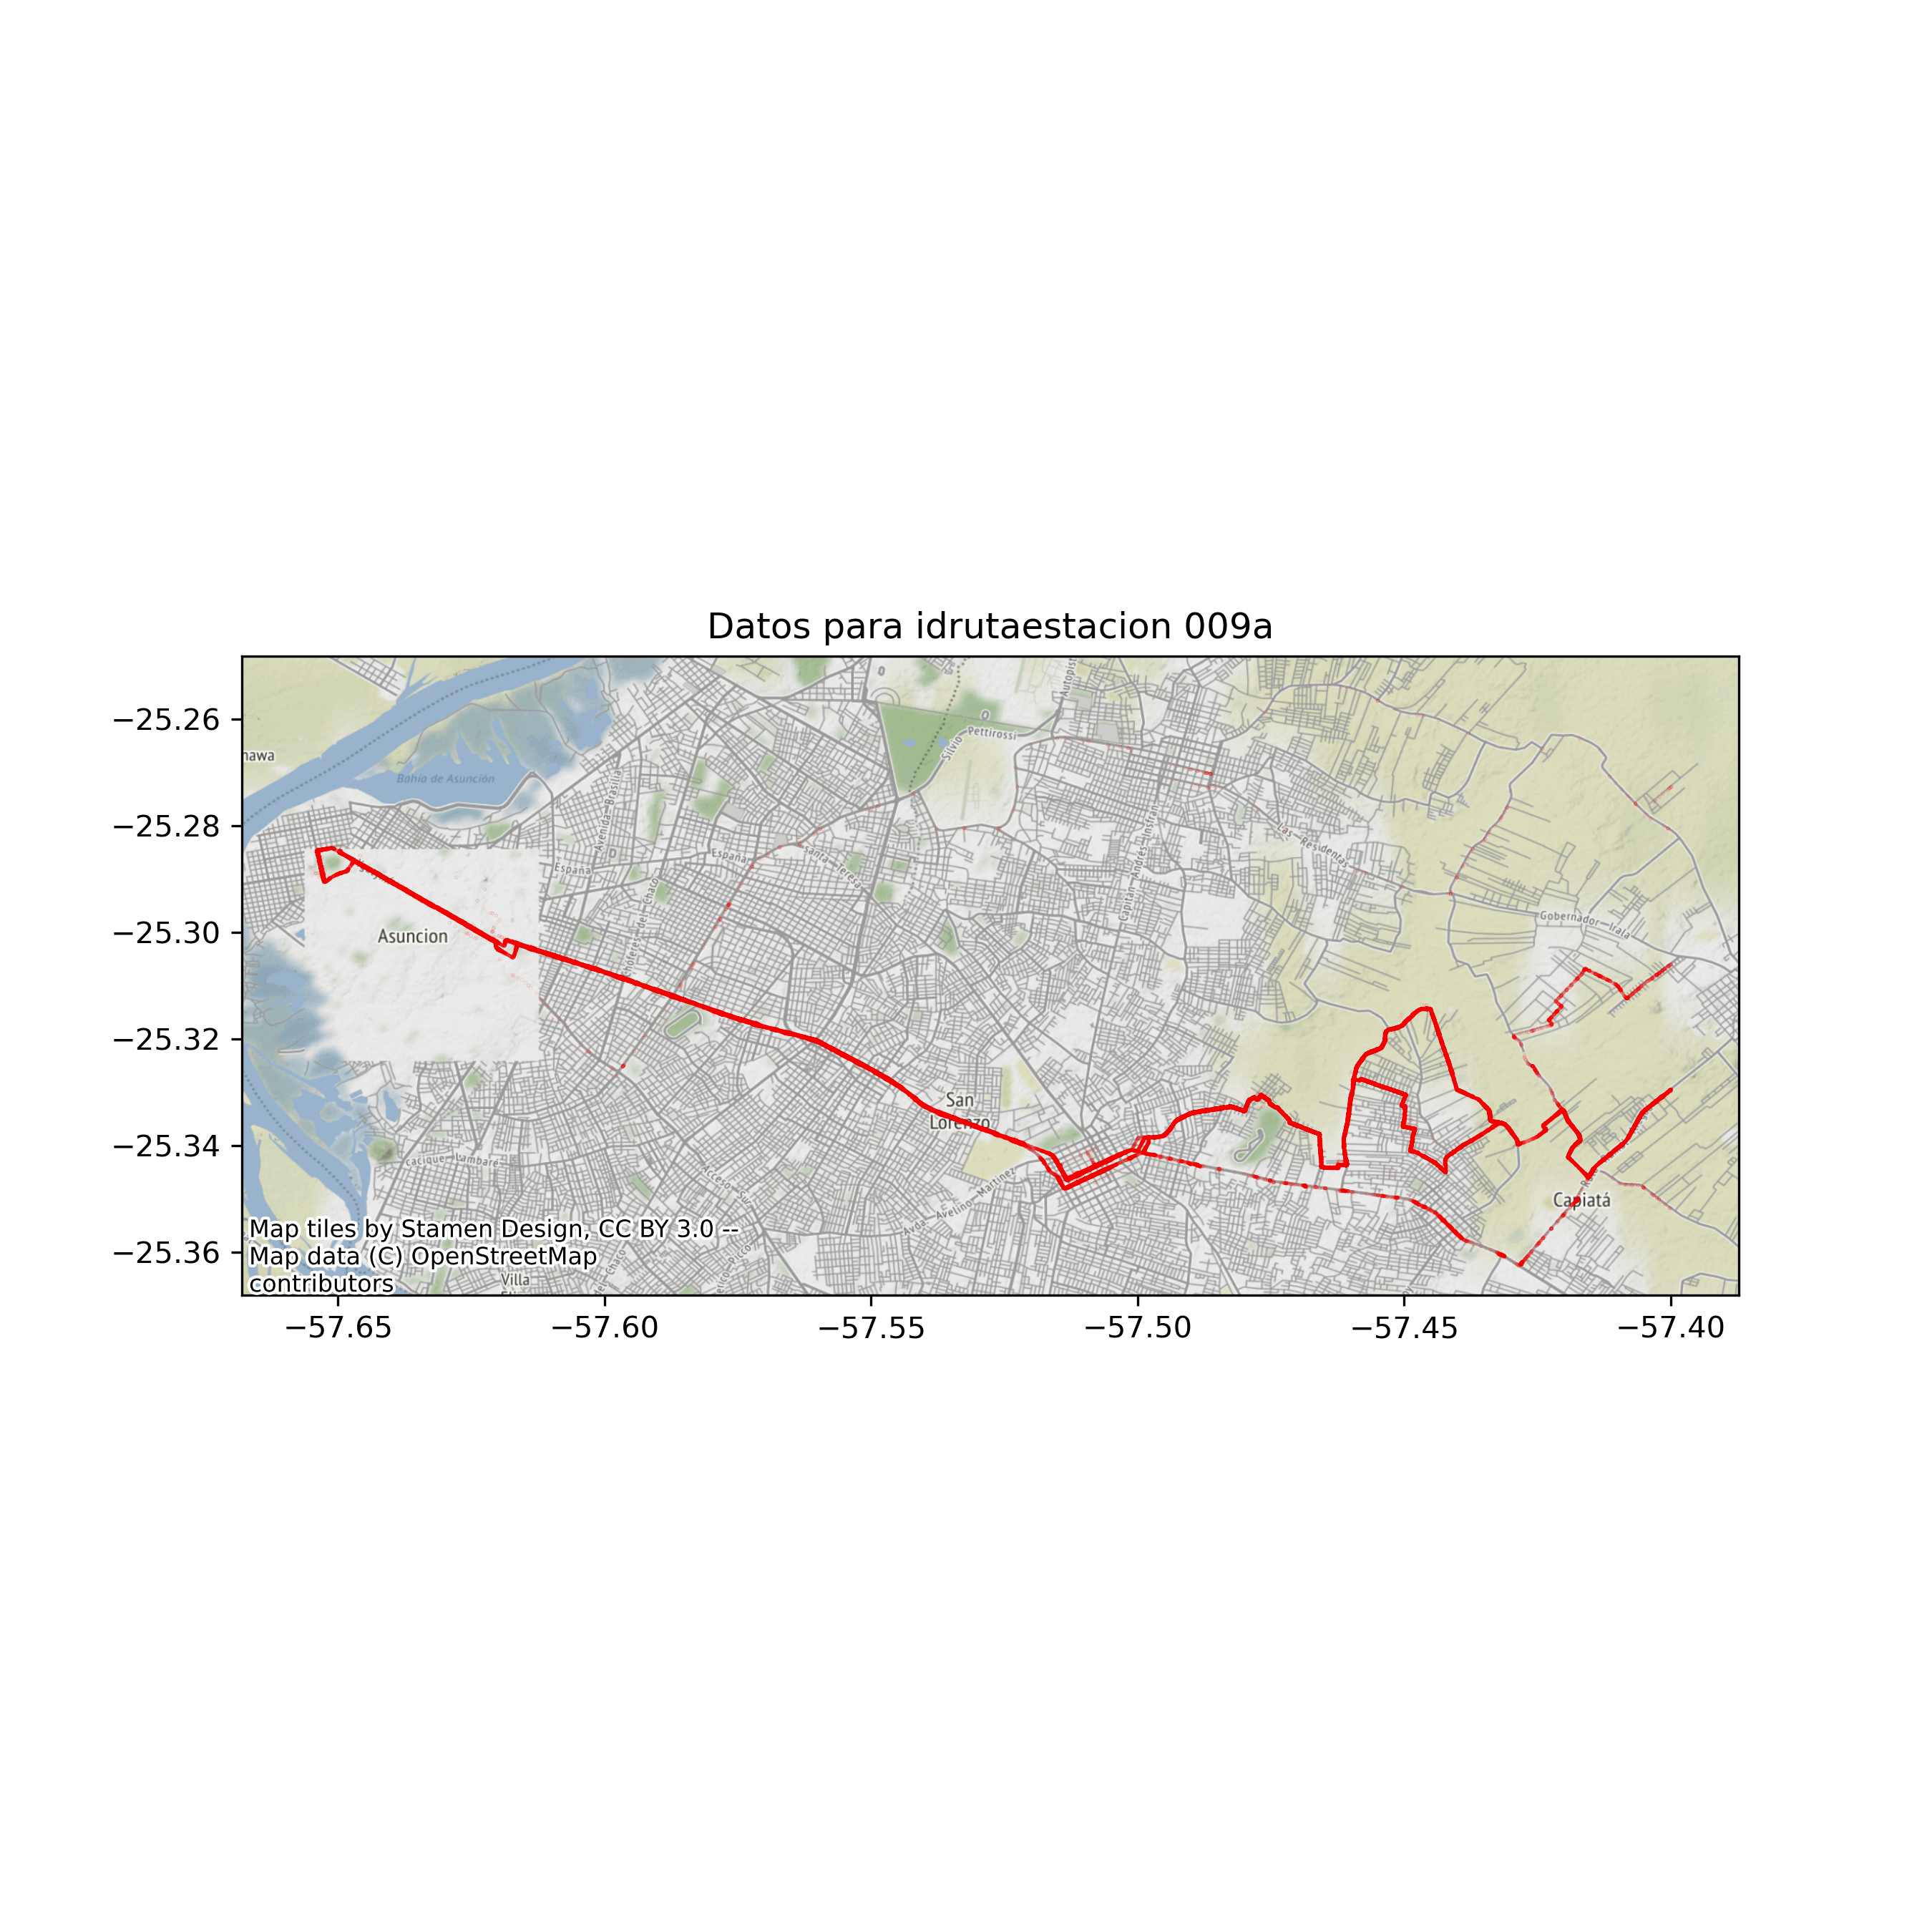 Datos para idrutaestacion 009a
−25.26
−25.28
−25.30
−25.32
−25.34
−25.36
nawa
Bahía de Asunción
Avenida Brasilia
Silvio Pettirossi
Autopist
España
España
Santa Teresa
Capitán Andrés Insfrán
Las Residentas
Gobernador Irala
Asuncion
San
Lorenzo
cacique Lambaré
Acceso Sur
Avda. Avelino Martínez
Capiatá
Villa
Map tiles by Stamen Design, CC BY 3.0 --
Map data (C) OpenStreetMap
contributors
−57.65
−57.60
−57.55
−57.50
−57.45
−57.40